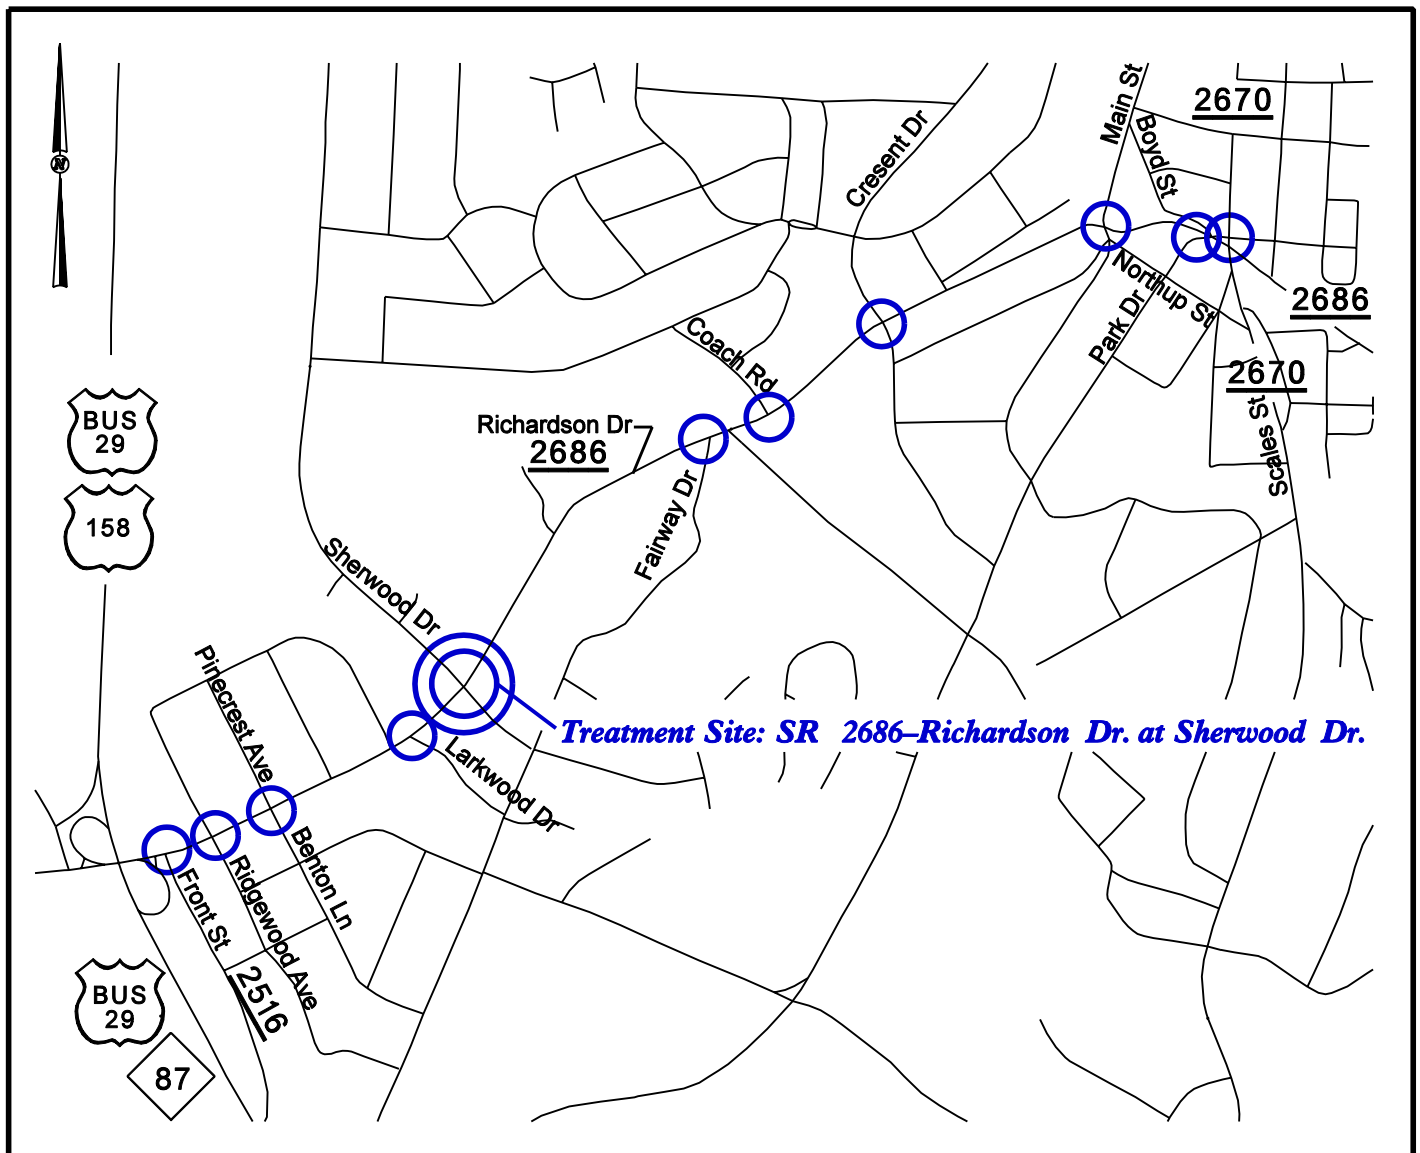 N
Main St
2670
Boyd St
Cresent Dr
Northup St
2686
Park Dr
BUS
29
Coach Rd
2670
Richardson Dr
2686
Scales St
158
Fairway Dr
Sherwood Dr
Pinecrest Ave
Treatment Site: SR 2686–Richardson Dr. at Sherwood Dr.
Larkwood Dr
Benton Ln
Ridgewood Ave
Front St
2516
BUS
29
87